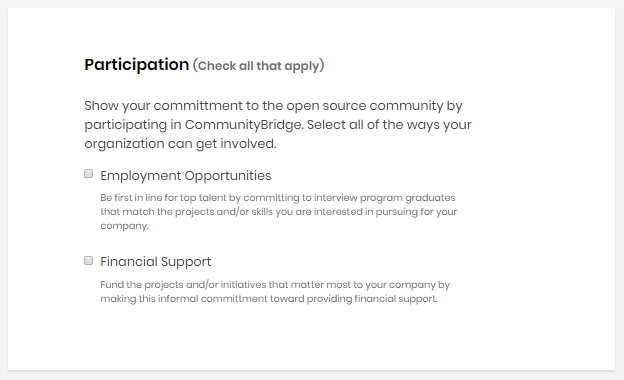 Participation (Check all that apply)
Show your committment to the open source community by
participating in CommunityBridge. Select all of the ways your
organization can get involved.
Employment Opportunities
Be first in line for top talent by committing to interview program graduates
that match the projects and/or skills you are interested in pursuing for your
company.
Financial Support
Fund the projects and/or initiatives that matter most to your company by
making this informal committment toward providing financial support.